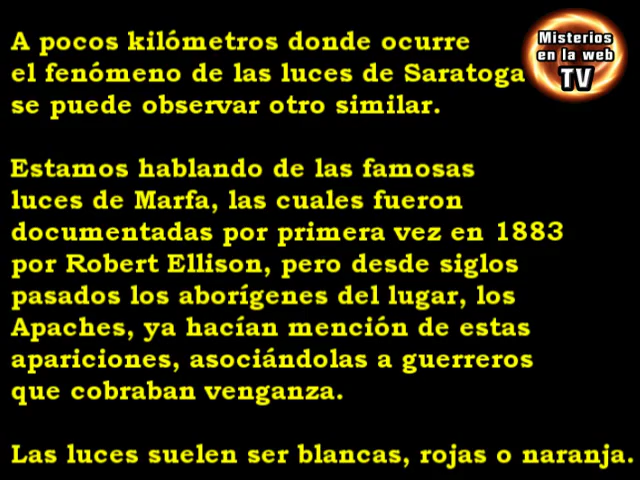 A pocos kilómetros donde ocurre
el fenómeno de las luces de Saratoga
se puede observar otro similar.
Misterios
en la web
TV
Estamos hablando de las famosas
luces de Marfa, las cuales fueron
documentadas por primera vez en 1883
por Robert Ellison, pero desde siglos
pasados los aborígenes del lugar, los
Apaches, ya hacían mención de estas
apariciones, asociándolas a guerreros
que cobraban venganza.
Las luces suelen ser blancas, rojas o naranja.